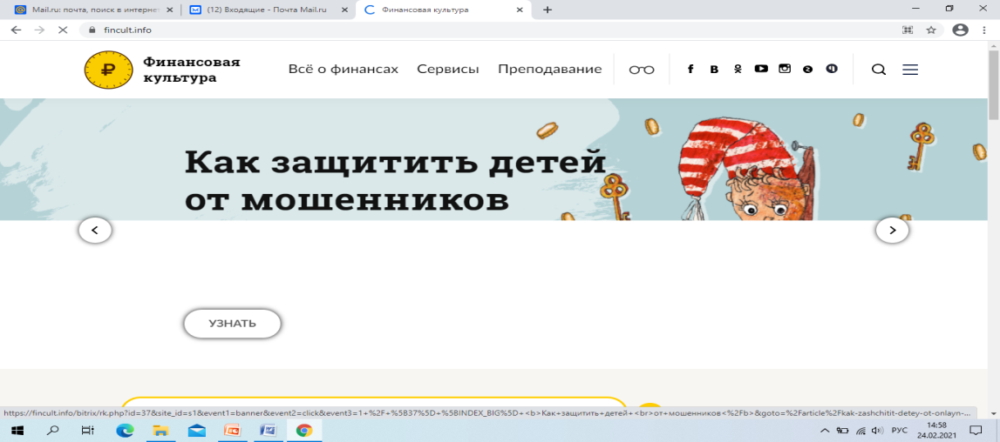 Mail.ru: почта, поиск в интернет
(12) Входящие - Почта Mail.ru
Финансовая культура
fincult.info
Финансовая
культура
Всё о финансах
Сервисы
Преподавание
Как защитить детей
от мошенников
УЗНАТЬ
https://fincult.info/bitrix/rk.php?id=37&site_id=s1&event1=banner&event2=click&event3=1+%2F+%5B37%5D+%5BINDEX_BIG%5D+<b>Как+защитить+детей+<br>от+мошенников<%2Fb>&goto=%2Farticle%2Fkak-zashchitit-detey-ot-onlayn-...
РУС
14:58
24.02.2021